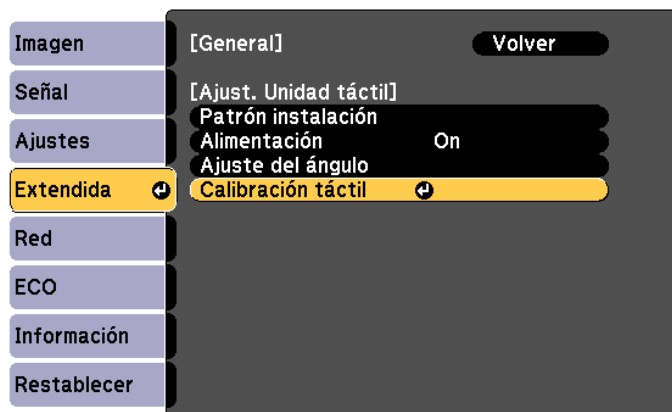 Imagen
Señal
Ajustes
Extendida
Red
ECO
Información
Restablecer
[General] Volver
[Ajust. Unidad táctil]
Patrón instalación
Alimentación On
Ajuste del ángulo
Calibración táctil